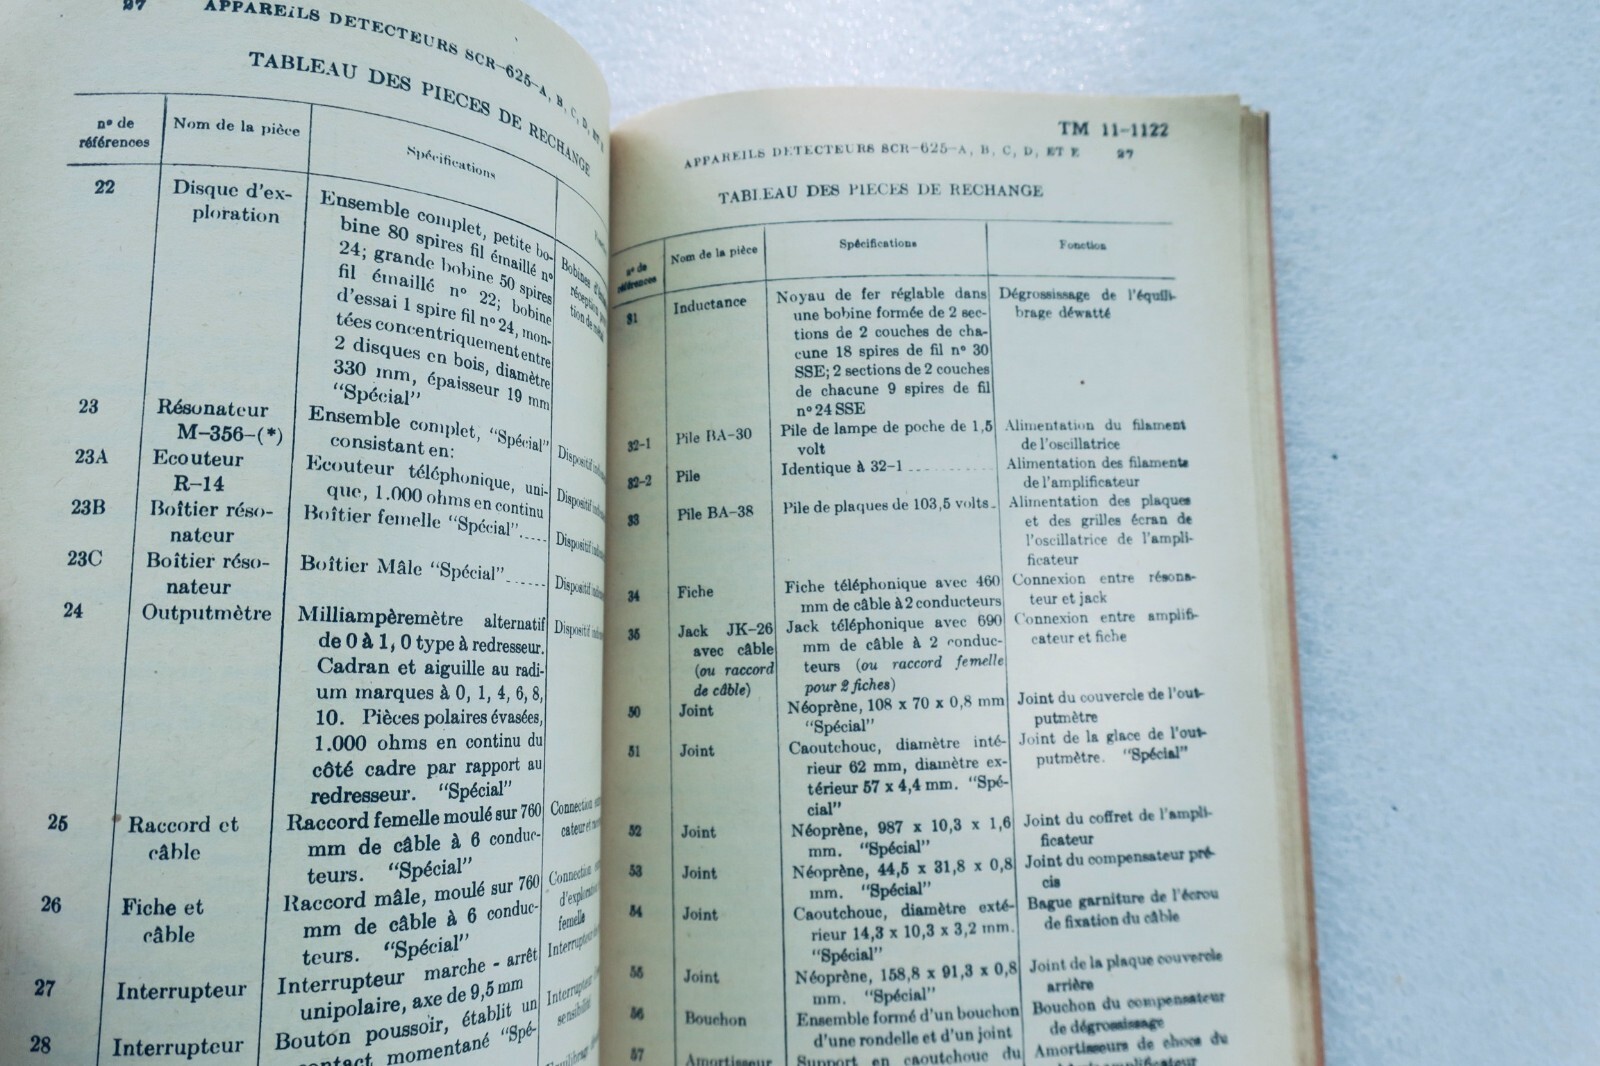 27
APPAREILS DETECTEURS SCR-625-A, B, C, D, ET
TABLEAU DES PIECES DE RECHANGE
nº de références
Nom de la pièce
Spécifications
22
Disque d'ex-
ploration
Ensemble complet, petite bo-
bine 80 spires fil émaillé nº
24; grande bobine 50 spires
fil émaillé nº 22; bobine
d'essai 1 spire fil nº 24, mon-
tées concentriquement entre
2 disques en bois, diamètre
330 mm, épaisseur 19 mm
"Spécial"
23
Résonateur
M-356-(*)
Ensemble complet, "Spécial"
consistant en:
Dispositif
23A
Ecouteur
R-14
Ecouteur téléphonique, uni-
que, 1.000 ohms en continu
Dispositif
23B
Boîtier réso-
nateur
Boîtier femelle "Spécial"
Dispositif
23C
Boîtier réso-
nateur
Boîtier Mâle "Spécial"
Dispositif
24
Outputmètre
Milliampèremètre alternatif
de 0 à 1, 0 type à redresseur.
Cadran et aiguille au radi-
um marques à 0, 1, 4, 6, 8,
10. Pièces polaires évasées,
1.000 ohms en continu du
côté cadre par rapport au
redresseur. "Spécial"
Dispositif
25
Raccord et
câble
Raccord femelle moulé sur 760
mm de câble à 6 conduc-
teurs. "Spécial"
Connection
26
Fiche et
câble
Raccord mâle, moulé sur 760
mm de câble à 6 conduc-
teurs. "Spécial"
Connection
femelle
27
Interrupteur
Interrupteur marche - arrêt
unipolaire, axe de 9,5 mm
Interrupteur
28
Interrupteur
Bouton poussoir, établit un
contact momentané "Spé-
Interrupteur
sensibilité
TM 11-1122
APPAREILS DETECTEURS SCR-625-A, B, C, D, ET E 27
TABLEAU DES PIECES DE RECHANGE
nº de références
Nom de la pièce
Spécifications
Fonction
31
Inductance
Noyau de fer réglable dans
une bobine formée de 2 sec-
tions de 2 couches de cha-
cune 18 spires de fil nº 30
SSE; 2 sections de 2 couches
de chacune 9 spires de fil
nº 24 SSE
Dégrossissage de l'équili-
brage déwatté
32-1
Pile BA-30
Pile de lampe de poche de 1,5
volt
Alimentation du filament
de l'oscillatrice
32-2
Pile
Identique à 32-1
Alimentation des filaments
de l'amplificateur
33
Pile BA-38
Pile de plaques de 103,5 volts
Alimentation des plaques
et des grilles écran de
l'oscillatrice de l'ampli-
ficateur
34
Fiche
Fiche téléphonique avec 460
mm de câble à 2 conducteurs
Connexion entre résona-
teur et jack
35
Jack JK-26
avec câble
(ou raccord
de câble)
Jack téléphonique avec 690
mm de câble à 2 conduc-
teurs (ou raccord femelle
pour 2 fiches)
Connexion entre amplifi-
cateur et fiche
50
Joint
Néoprène, 108 x 70 x 0,8 mm
"Spécial"
Joint du couvercle de l'out-
putmètre
51
Joint
Caoutchouc, diamètre inté-
rieur 62 mm, diamètre ex-
térieur 57 x 4,4 mm. "Spé-
cial"
Joint de la glace de l'out-
putmètre. "Spécial"
52
Joint
Néoprène, 987 x 10,3 x 1,6
mm. "Spécial"
Joint du coffret de l'ampli-
ficateur
53
Joint
Néoprène, 44,5 x 31,8 x 0,8
mm. "Spécial"
Joint du compensateur pré-
cis
54
Joint
Caoutchouc, diamètre exté-
rieur 14,3 x 10,3 x 3,2 mm.
"Spécial"
Bague garniture de l'écrou
de fixation du câble
55
Joint
Néoprène, 158,8 x 91,3 x 0,8
mm. "Spécial"
Joint de la plaque couvercle
arrière
56
Bouchon
Ensemble formé d'un bouchon
d'une rondelle et d'un joint
Bouchon du compensateur
de dégrossissage
57
Amortisseur
Support en caoutchouc du
Amortisseurs de chocs du
amplificateur